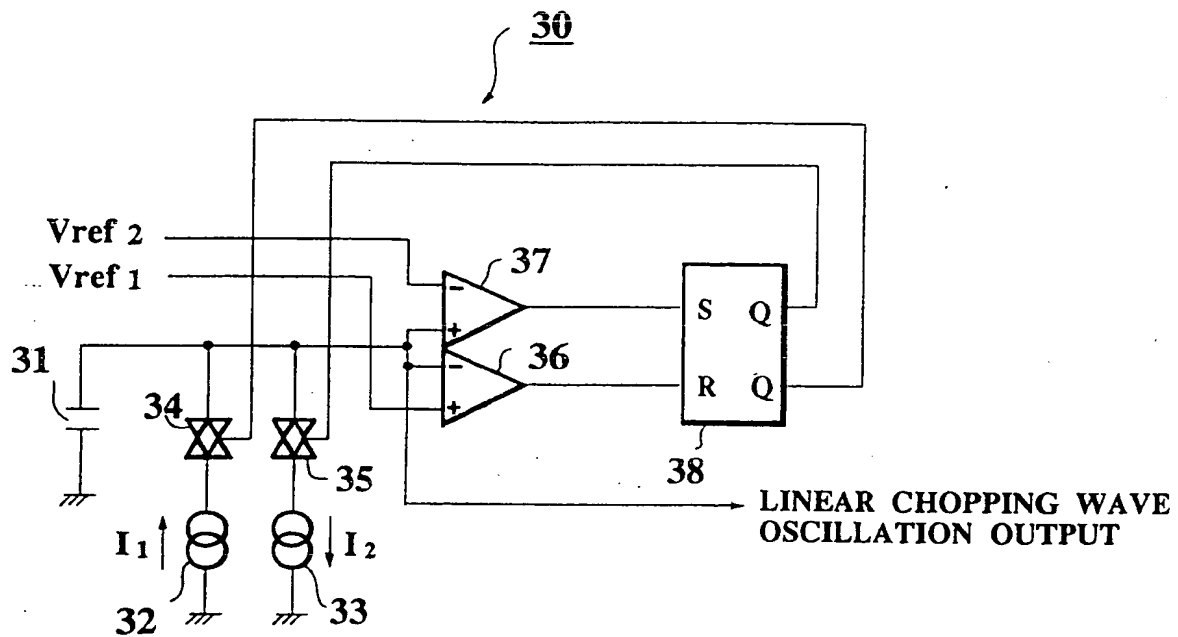 30
Vref 2
Vref 1
37
S Q
31
36
34
R Q
35
38
LINEAR CHOPPING WAVE
OSCILLATION OUTPUT
I1
I2
32
33